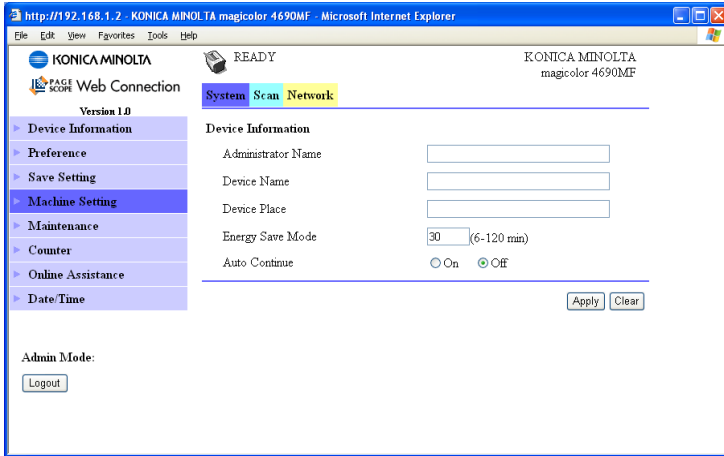 http://192.168.1.2 - KONICA MINOLTA magicolor 4690MF - Microsoft Internet Explorer
File Edit View Favorites Tools Help
KONICA MINOLTA
PAGE SCOPE Web Connection
Version 1.0
READY
KONICA MINOLTA
magicolor 4690MF
System Scan Network
Device Information
Preference
Save Setting
Machine Setting
Maintenance
Counter
Online Assistance
Date/Time
Admin Mode:
Logout
Device Information
Administrator Name
Device Name
Device Place
Energy Save Mode 30 (6-120 min)
Auto Continue On Off
Apply Clear